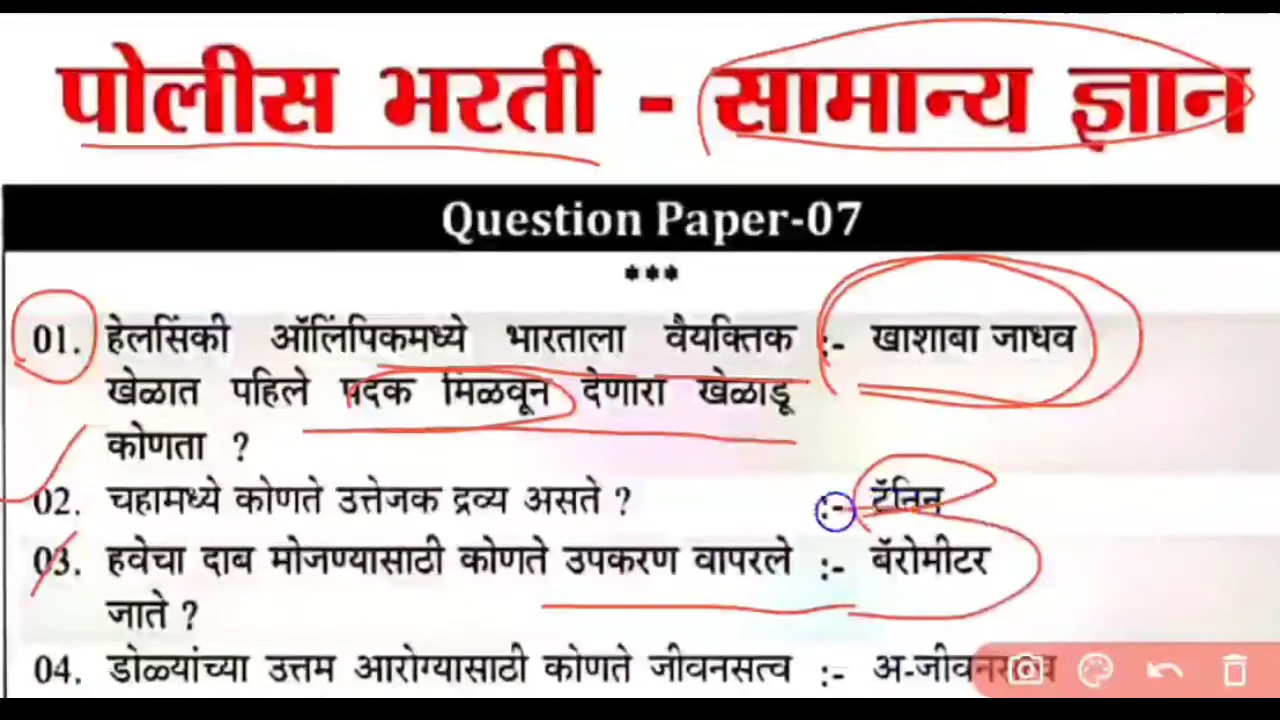 पोलीस भरती - सामान्य ज्ञान
Question Paper-07
***
01. हेलसिंकी ऑलिंपिकमध्ये भारताला वैयक्तिक :- खाशाबा जाधव
खेळात पहिले पदक मिळवून देणारा खेळाडू
कोणता ?
02. चहामध्ये कोणते उत्तेजक द्रव्य असते ? :- टॅनिन
03. हवेचा दाब मोजण्यासाठी कोणते उपकरण वापरले :- बॅरोमीटर
जाते ?
04. डोळ्यांच्या उत्तम आरोग्यासाठी कोणते जीवनसत्व :- अ-जीवनसत्व